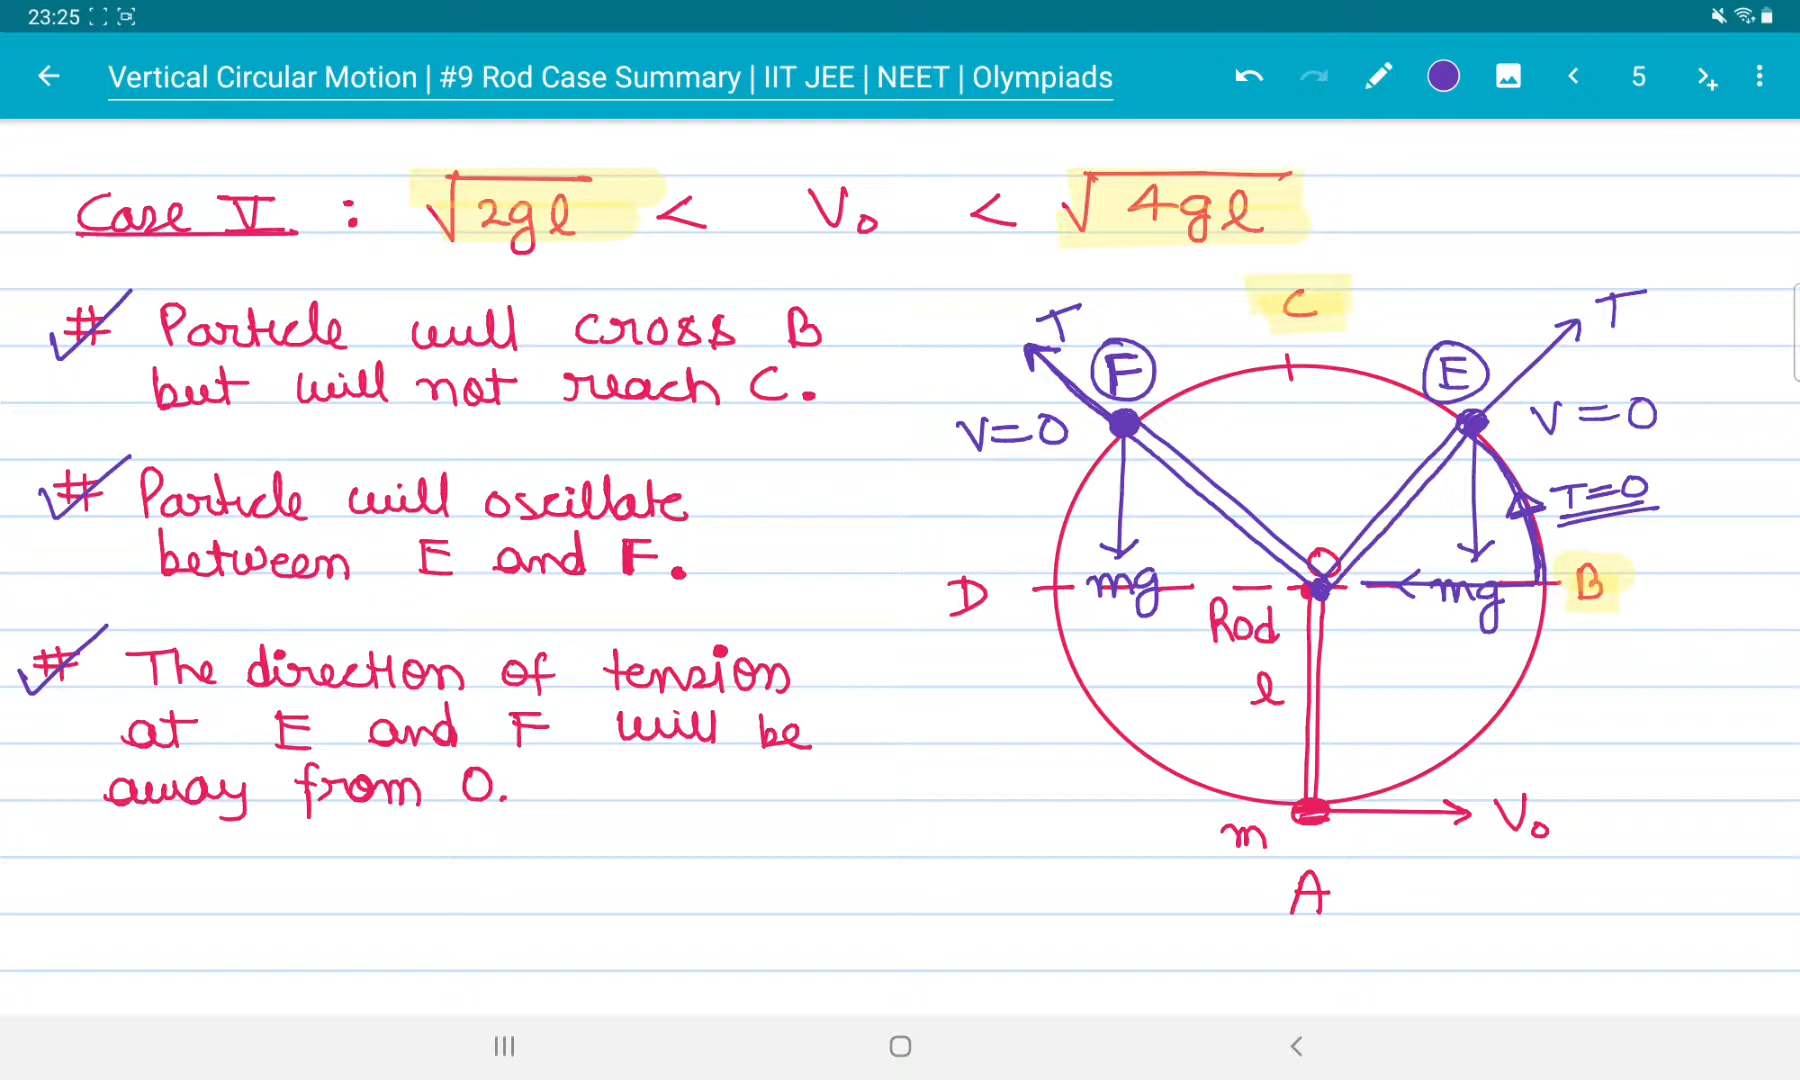 23:25
Vertical Circular Motion | #9 Rod Case Summary | IIT JEE | NEET | Olympiads
5
Case V : √2gl < V₀ < √4gl
# Particle will cross B
but will not reach C.
# Particle will oscillate
between E and F.
# The direction of tension
at E and F will be
away from O.
C
T
F
E
T
V=0
V=0
T=0
mg
mg
D
B
Rod
l
m
V₀
A